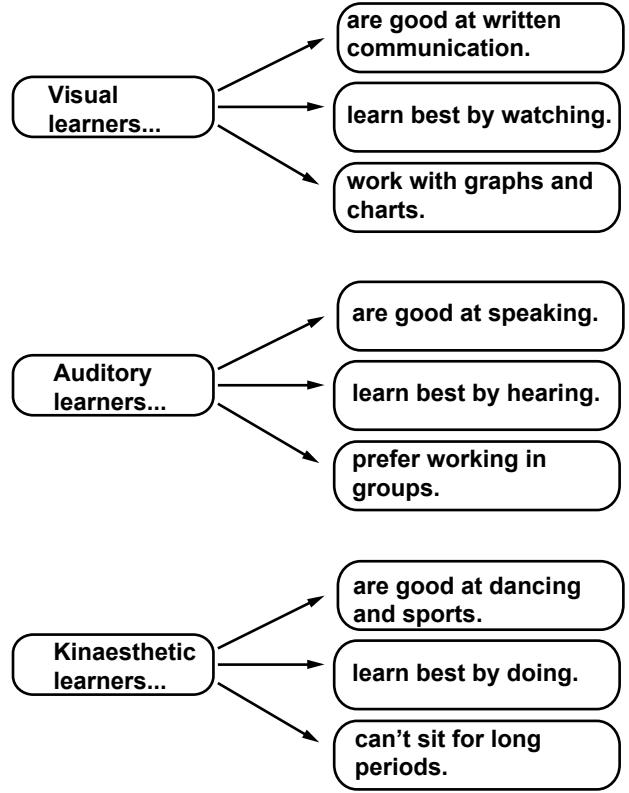 Visual
learners...
are good at written
communication.
learn best by watching.
work with graphs and
charts.
Auditory
learners...
are good at speaking.
learn best by hearing.
prefer working in
groups.
Kinaesthetic
learners...
are good at dancing
and sports.
learn best by doing.
can't sit for long
periods.